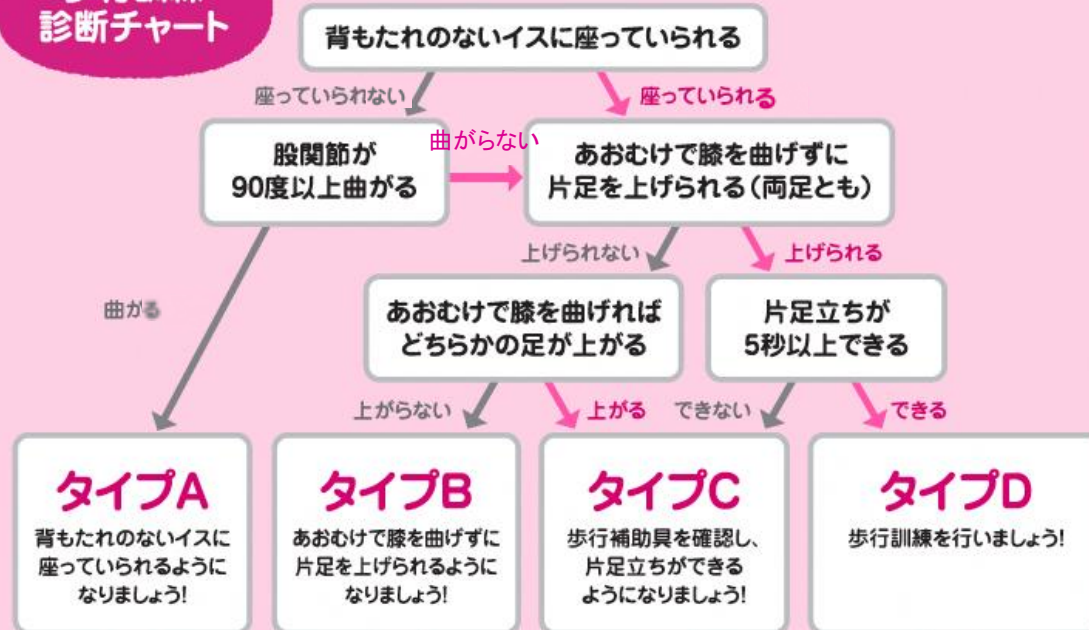 診断チャート
背もたれのないイスに座っていられる
座っていられない
座っていられる
股関節が
90度以上曲がる
曲がらない
あおむけで膝を曲げずに
片足を上げられる(両足とも)
曲がる
上げられない
上げられる
あおむけで膝を曲げれば
どちらかの足が上がる
片足立ちが
5秒以上できる
上がらない
上がる
できない
できる
タイプA
背もたれのないイスに
座っていられるように
なりましょう!
タイプB
あおむけで膝を曲げずに
片足を上げられるように
なりましょう!
タイプC
歩行補助具を確認し、
片足立ちができる
ようになりましょう!
タイプD
歩行訓練を行いましょう!